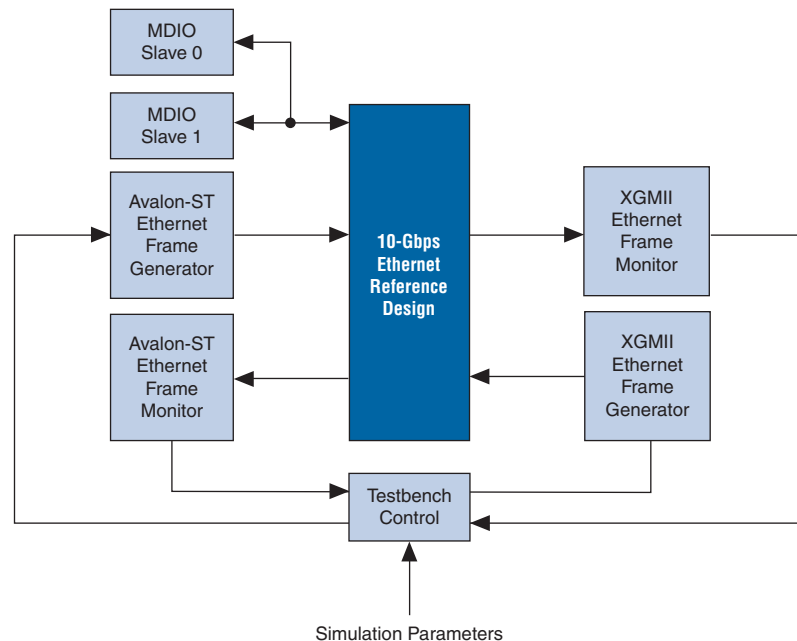 MDIO
Slave 0
MDIO
Slave 1
Avalon-ST
Ethernet
Frame
Generator
10-Gbps
Ethernet
Reference
Design
XGMII
Ethernet
Frame
Monitor
Avalon-ST
Ethernet
Frame
Monitor
XGMII
Ethernet
Frame
Generator
Testbench
Control
Simulation Parameters